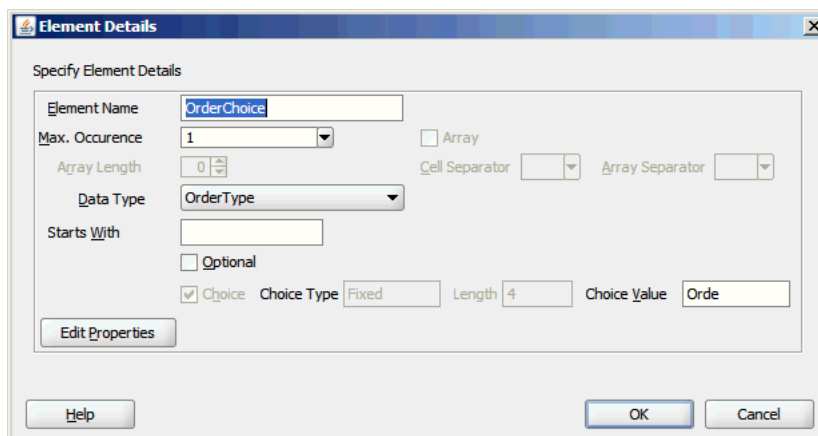 Element Details
Specify Element Details
Element Name OrderChoice
Max. Occurence 1 Array
Array Length 0 Cell Separator Array Separator
Data Type OrderType
Starts With
Optional
Choice Choice Type Fixed Length 4 Choice Value Orde
Edit Properties
Help OK Cancel